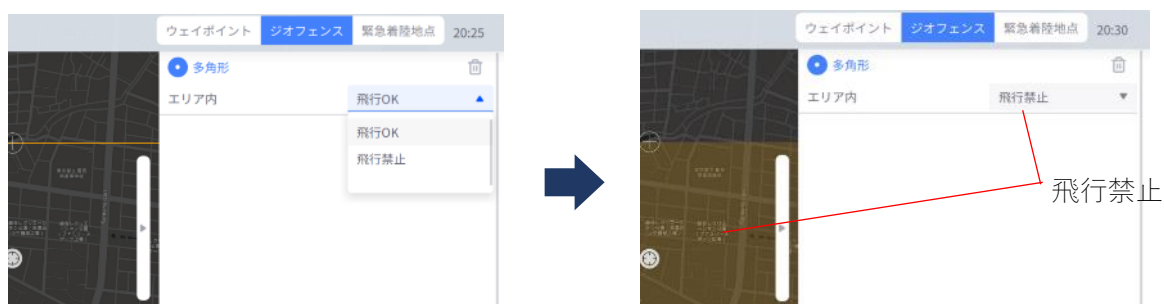 ウェイポイント ジオフェンス 緊急着陸地点 20:25
多角形
エリア内 飛行OK
飛行OK
飛行禁止
ウェイポイント ジオフェンス 緊急着陸地点 20:30
多角形
エリア内 飛行禁止
飛行禁止